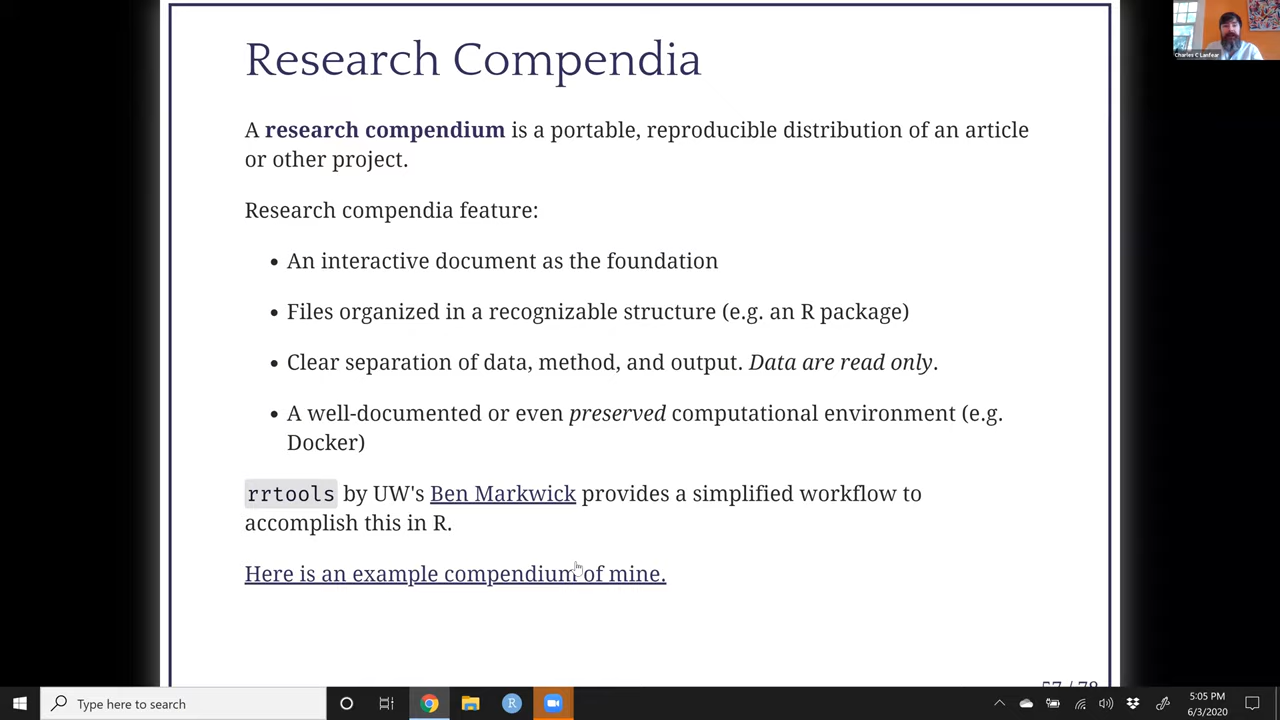 Research Compendia
Charles C Lanfear
A research compendium is a portable, reproducible distribution of an article
or other project.
Research compendia feature:
• An interactive document as the foundation
• Files organized in a recognizable structure (e.g. an R package)
• Clear separation of data, method, and output. Data are read only.
• A well-documented or even preserved computational environment (e.g.
Docker)
rrtools by UW's Ben Markwick provides a simplified workflow to
accomplish this in R.
Here is an example compendium of mine.
57 / 78
Type here to search
R
5:05 PM
6/3/2020